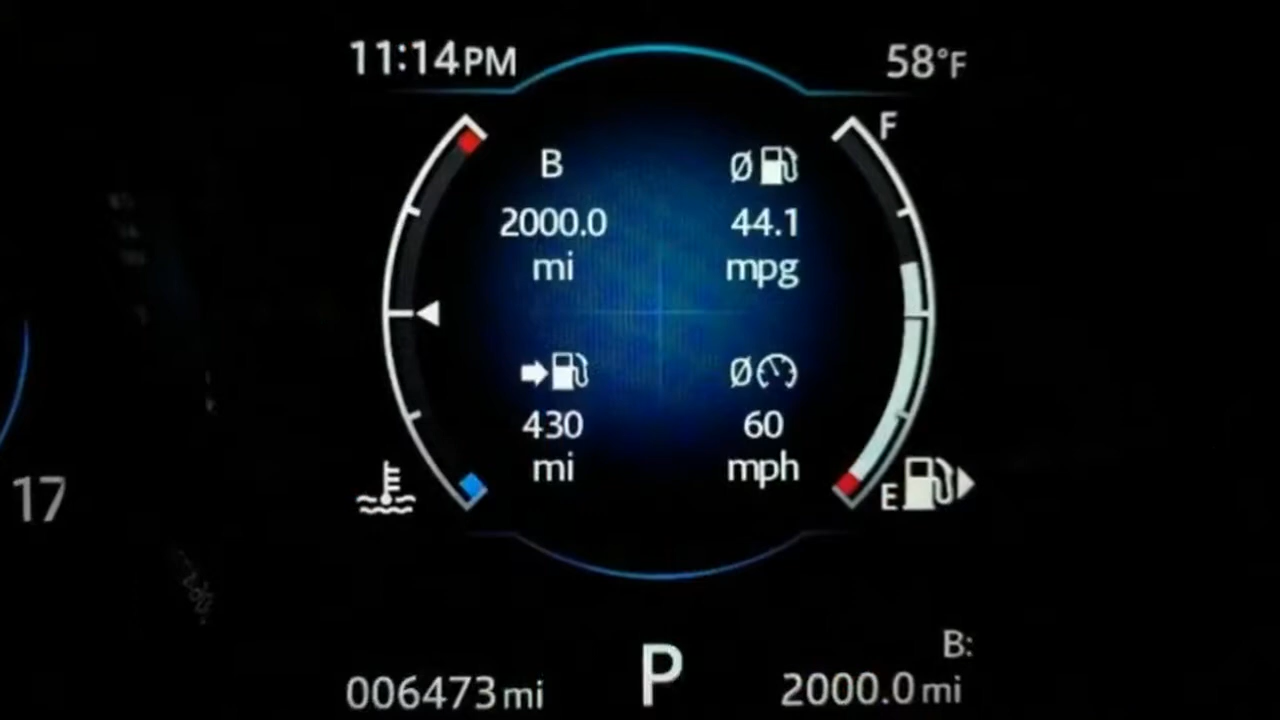 11:14PM
58°F
F
B
2000.0
mi
Ø
44.1
mpg
430
mi
Ø
60
mph
E
17
B:
006473mi
P
2000.0mi